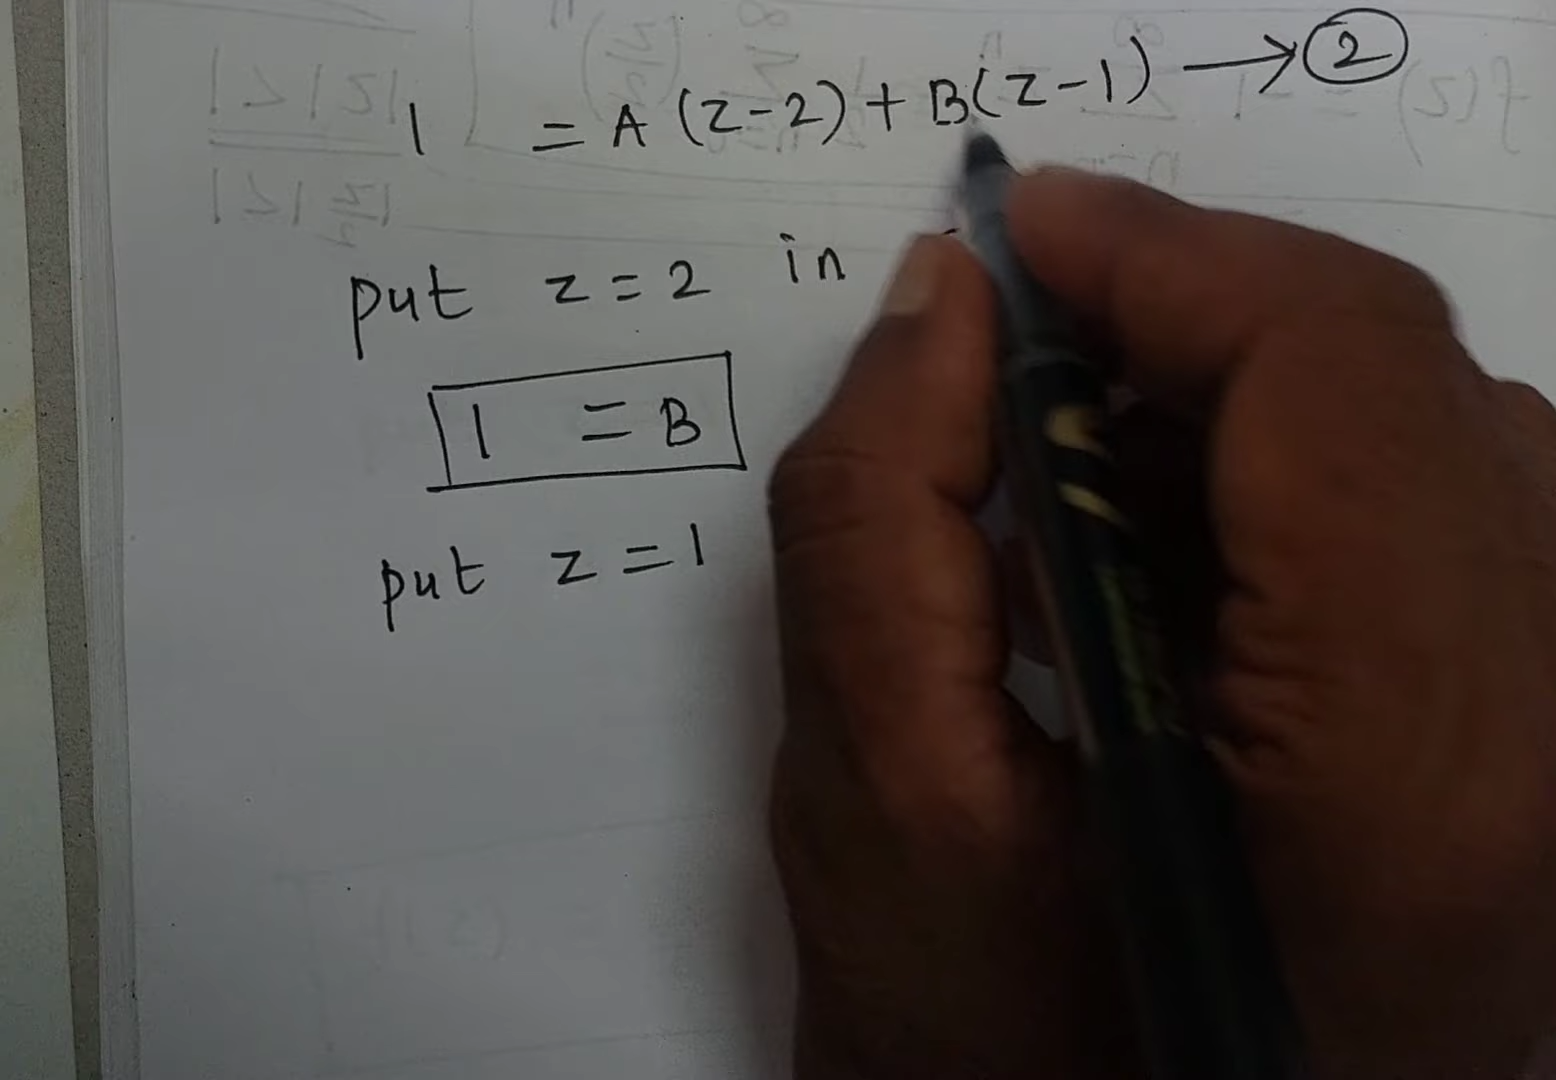 1 = A (z-2) + B(z-1) → 2
put z=2 in
1 = B
put z=1